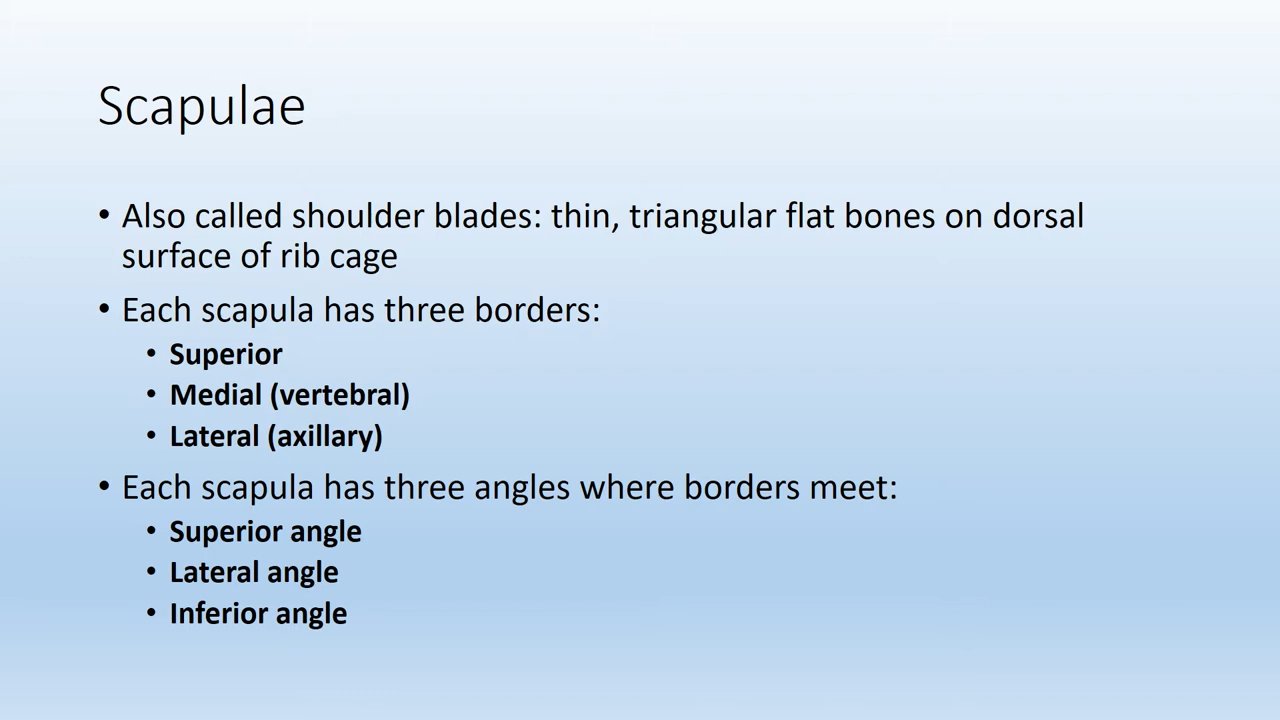 Scapulae
• Also called shoulder blades: thin, triangular flat bones on dorsal
surface of rib cage
• Each scapula has three borders:
• Superior
• Medial (vertebral)
• Lateral (axillary)
• Each scapula has three angles where borders meet:
• Superior angle
• Lateral angle
• Inferior angle